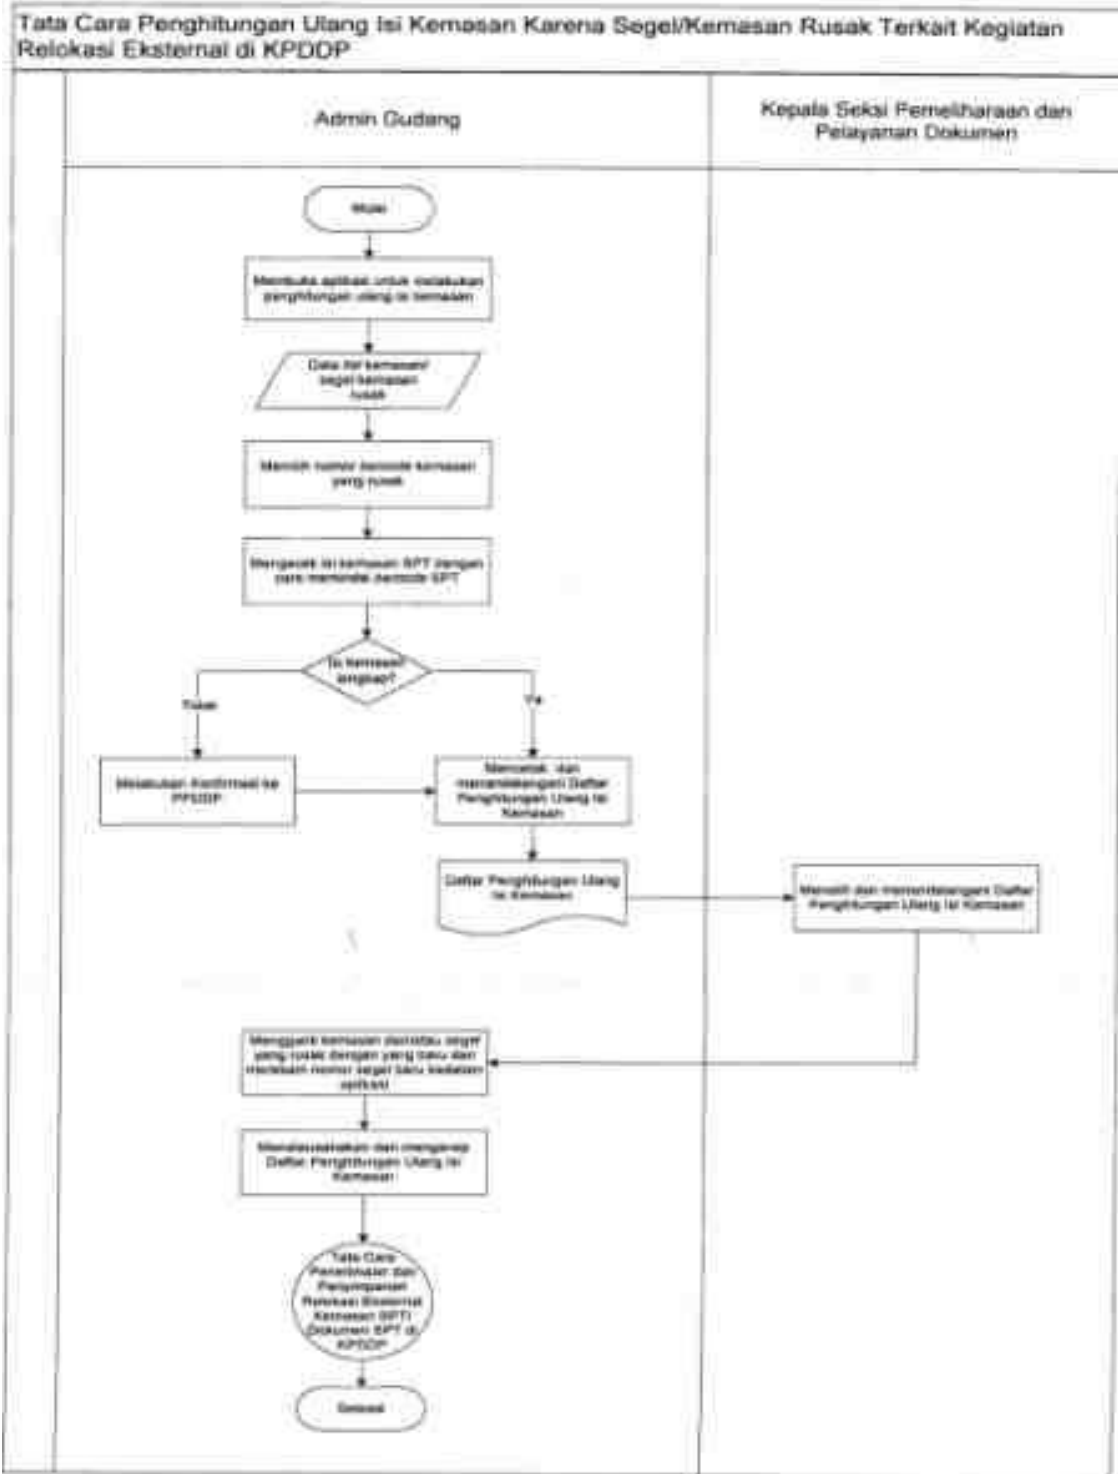 Tata Cara Penghitungan Ulang Isi Kemasan Karena Segel/Kemasan Rusak Terkait Kegiatan
Relokasi Eksternal di KPDDP
Admin Gudang
Kepala Seksi Pemeliharaan dan
Pelayanan Dokumen
Mulai
Membuka aplikasi untuk melakukan
penghitungan ulang isi kemasan
Data kemasan/
segel kemasan
rusak
Memilih nomor barcode kemasan
yang rusak
Mengecek isi kemasan SPT dengan
cara memindai barcode SPT
Isi kemasan
lengkap?
Tidak
Ya
Melakukan Konfirmasi ke
PPDDP
Mencetak dan
menandatangani Daftar
Penghitungan Ulang Isi
Kemasan
Daftar Penghitungan Ulang
Isi Kemasan
Meneliti dan menandatangani Daftar
Penghitungan Ulang Isi Kemasan
Mengganti kemasan dan/atau segel
yang rusak dengan yang baru dan
merekam nomor segel baru kedalam
aplikasi
Menatausahakan dan mengarsip
Daftar Penghitungan Ulang Isi
Kemasan
Tata Cara
Penerimaan dan
Penyimpanan
Relokasi Eksternal
Kemasan SPT/
Dokumen SPT di
KPDDP
Selesai